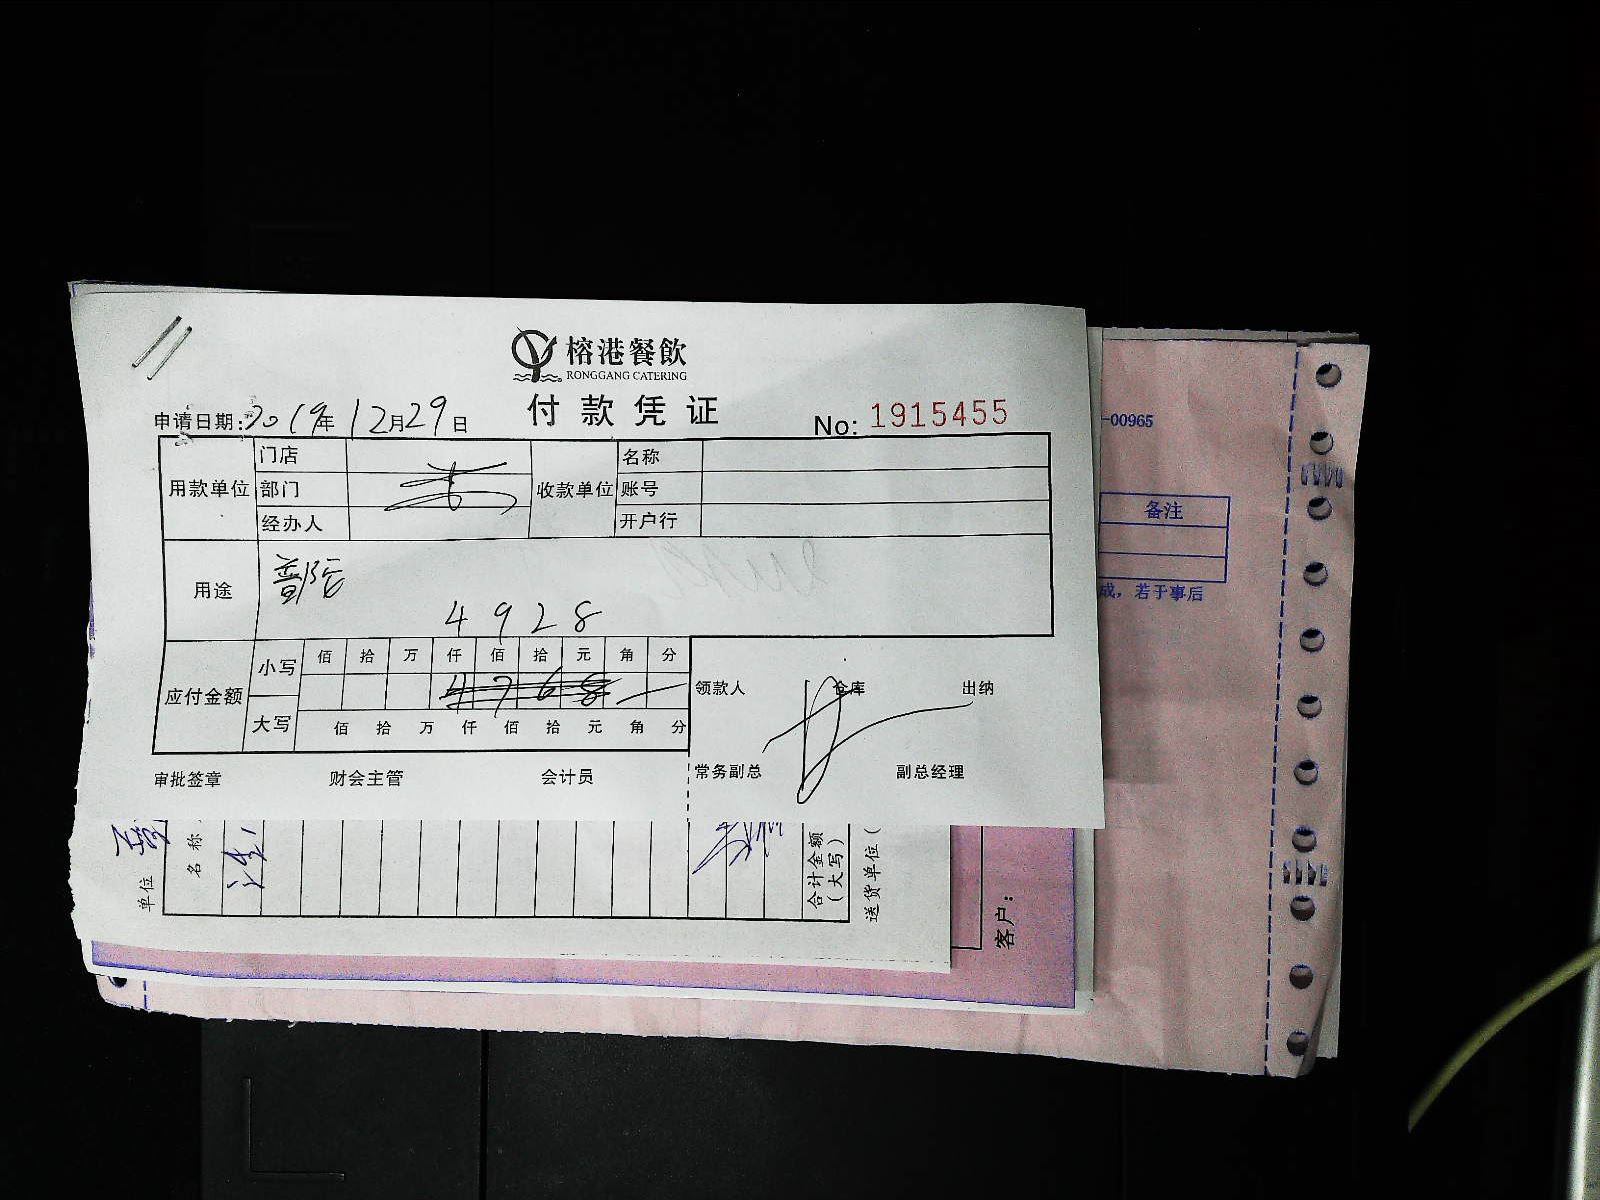 榕港餐飲
RONGGANG CATERING
付款凭证
申请日期:2019年12月29日
No: 1915455
用款单位
门店
部门
经办人
收款单位
名称
账号
开户行
用途
4928
应付金额
小写
佰 拾 万 仟 佰 拾 元 角 分
4768
大写
佰 拾 万 仟 佰 拾 元 角 分
领款人 仓库 出纳
审批签章 财会主管 会计员 常务副总 副总经理
-00965
备注
成，若于事后
单位
名称
合计金额
(大写)
送货单位(
客户: